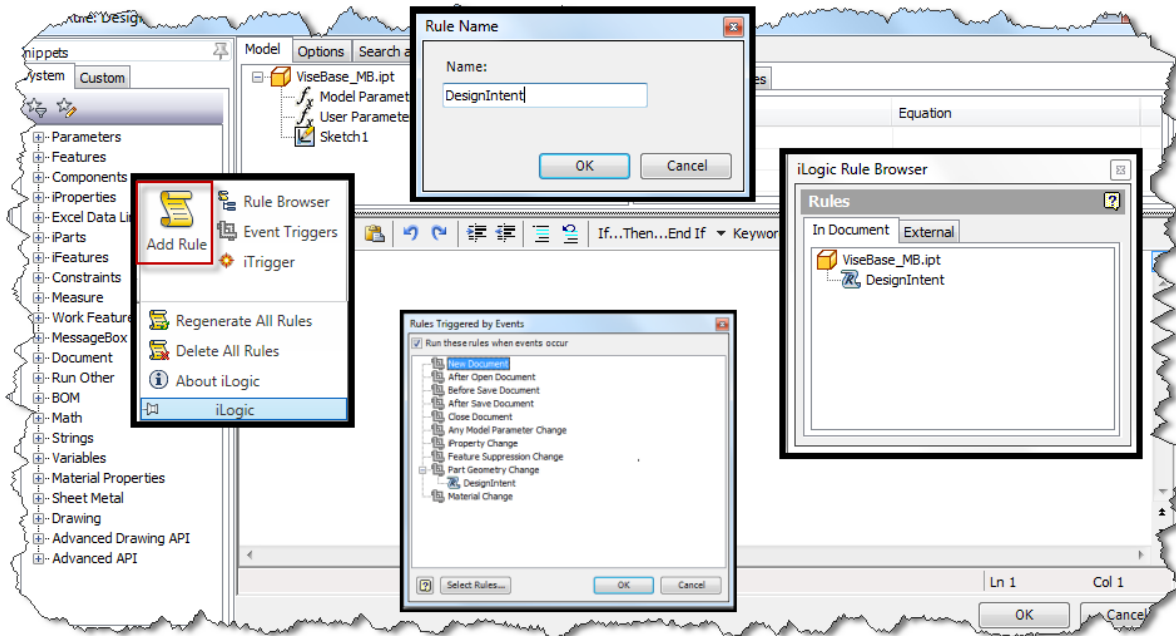 nippets
ystem
Custom
Parameters
Features
Components
iProperties
Excel Data Li
iParts
iFeatures
Constraints
Measure
Work Feature
MessageBox
Document
Run Other
BOM
Math
Strings
Variables
Material Properties
Sheet Metal
Drawing
Advanced Drawing API
Advanced API
Add Rule
Rule Browser
Event Triggers
iTrigger
Regenerate All Rules
Delete All Rules
About iLogic
iLogic
Model
Options
Search a
ViseBase_MB.ipt
Model Paramet
User Paramete
Sketch1
Rule Name
Name:
DesignIntent
OK
Cancel
es
Equation
If...Then...End If
Keywor
Rules Triggered by Events
Run these rules when events occur
New Document
After Open Document
Before Save Document
After Save Document
Close Document
Any Model Parameter Change
iProperty Change
Feature Suppression Change
Part Geometry Change
DesignIntent
Material Change
Select Rules...
OK
Cancel
iLogic Rule Browser
Rules
In Document
External
ViseBase_MB.ipt
DesignIntent
Ln 1
Col 1
OK
Cancel